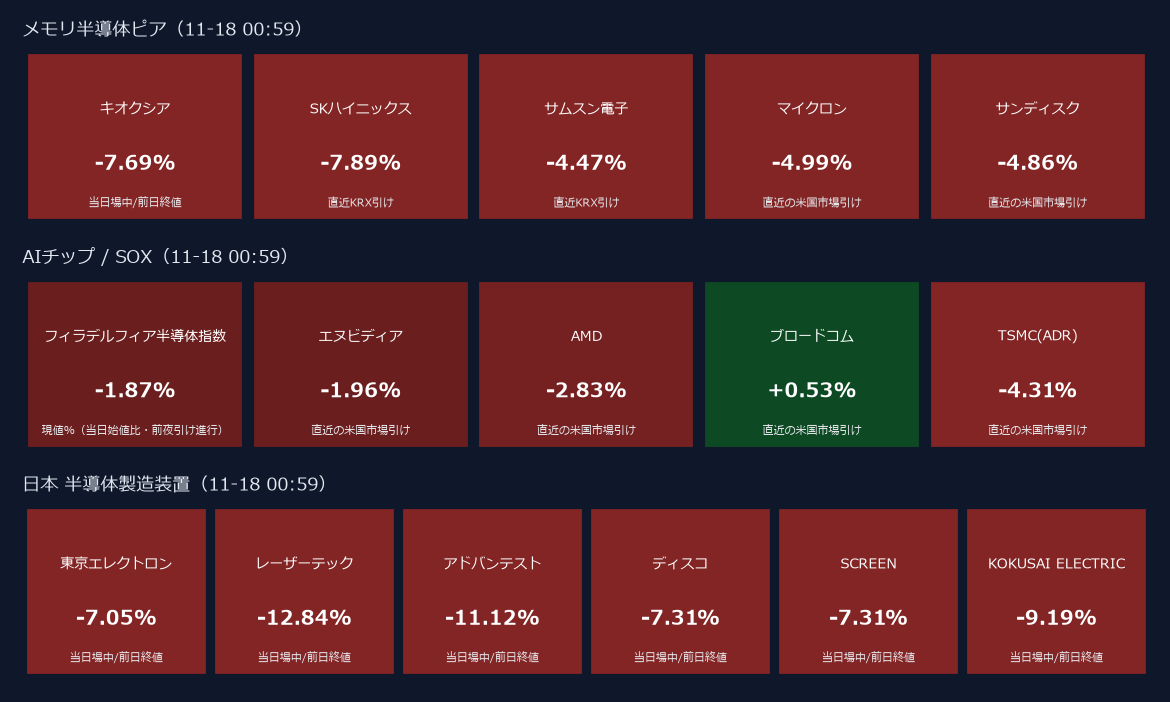 メモリ半導体ピア（11-18 00:59）
キオクシア
-7.69%
当日場中/前日終値
SKハイニックス
-7.89%
直近KRX引け
サムスン電子
-4.47%
直近KRX引け
マイクロン
-4.99%
直近の米国市場引け
サンディスク
-4.86%
直近の米国市場引け
AIチップ / SOX（11-18 00:59）
フィラデルフィア半導体指数
-1.87%
現値%（当日始値比・前夜引け進行）
エヌビディア
-1.96%
直近の米国市場引け
AMD
-2.83%
直近の米国市場引け
ブロードコム
+0.53%
直近の米国市場引け
TSMC(ADR)
-4.31%
直近の米国市場引け
日本 半導体製造装置（11-18 00:59）
東京エレクトロン
-7.05%
当日場中/前日終値
レーザーテック
-12.84%
当日場中/前日終値
アドバンテスト
-11.12%
当日場中/前日終値
ディスコ
-7.31%
当日場中/前日終値
SCREEN
-7.31%
当日場中/前日終値
KOKUSAI ELECTRIC
-9.19%
当日場中/前日終値